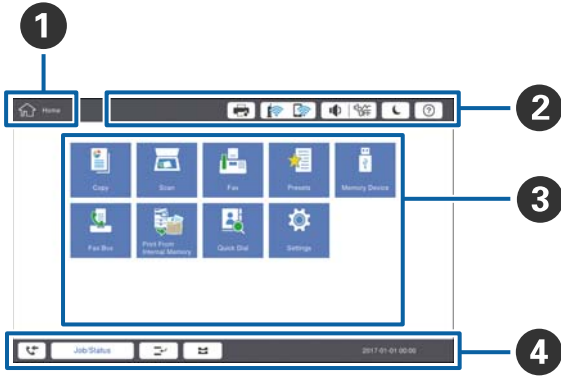 1
2
Home
OFF
?
3
Copy
Scan
Fax
Presets
Memory Device
Fax Box
Print From
Internal Memory
Quick Dial
Settings
4
Job/Status
2017-01-01 00:00